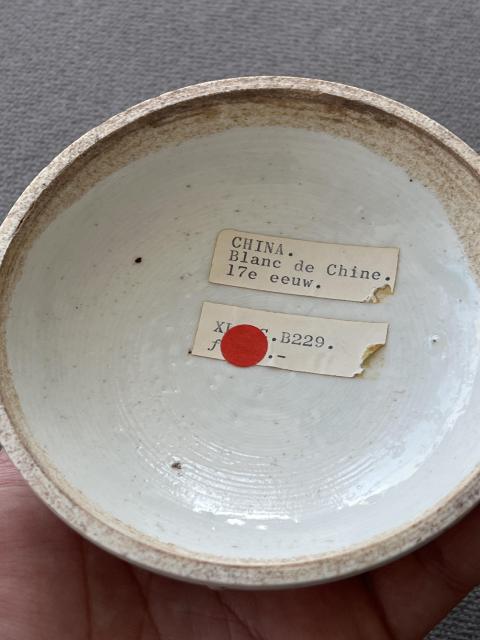 CHINA.
Blanc de Chine.
17e eeuw.
.B229.
f .-